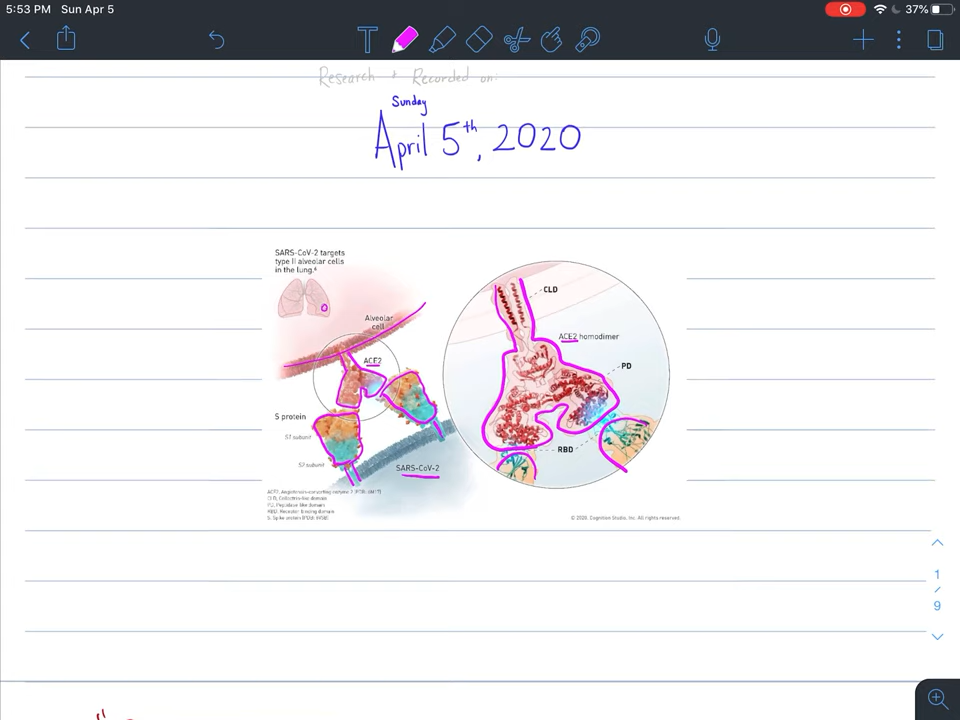 5:53 PM Sun Apr 5
37%
Research + Recorded on:
Sunday
April 5th, 2020
SARS-CoV-2 targets
type II alveolar cells
in the lung.
Alveolar
cell
ACE2
S protein
S1 subunit
S2 subunit
SARS-CoV-2
CLD
ACE2 homodimer
PD
RBD
ACE2, Angiotensin-converting enzyme 2
CLD, Collectrin-like domain
PD, Peptidase-like domain
RBD, Receptor binding domain
S, Spike protein
© 2020, Cognition Studio, Inc. All rights reserved.
1
/
9